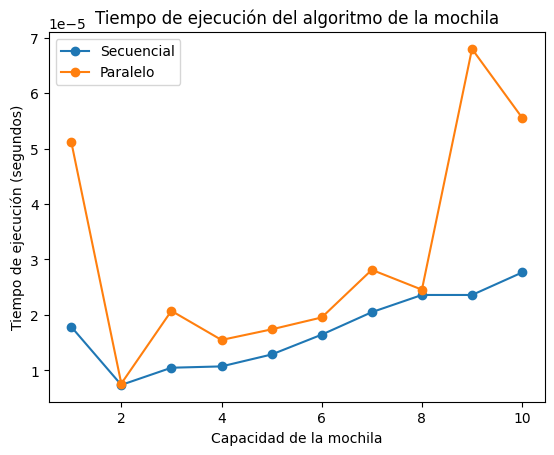 Tiempo de ejecución del algoritmo de la mochila
1e−5
Secuencial
Paralelo
7
6
5
4
3
2
1
Tiempo de ejecución (segundos)
2
4
6
8
10
Capacidad de la mochila